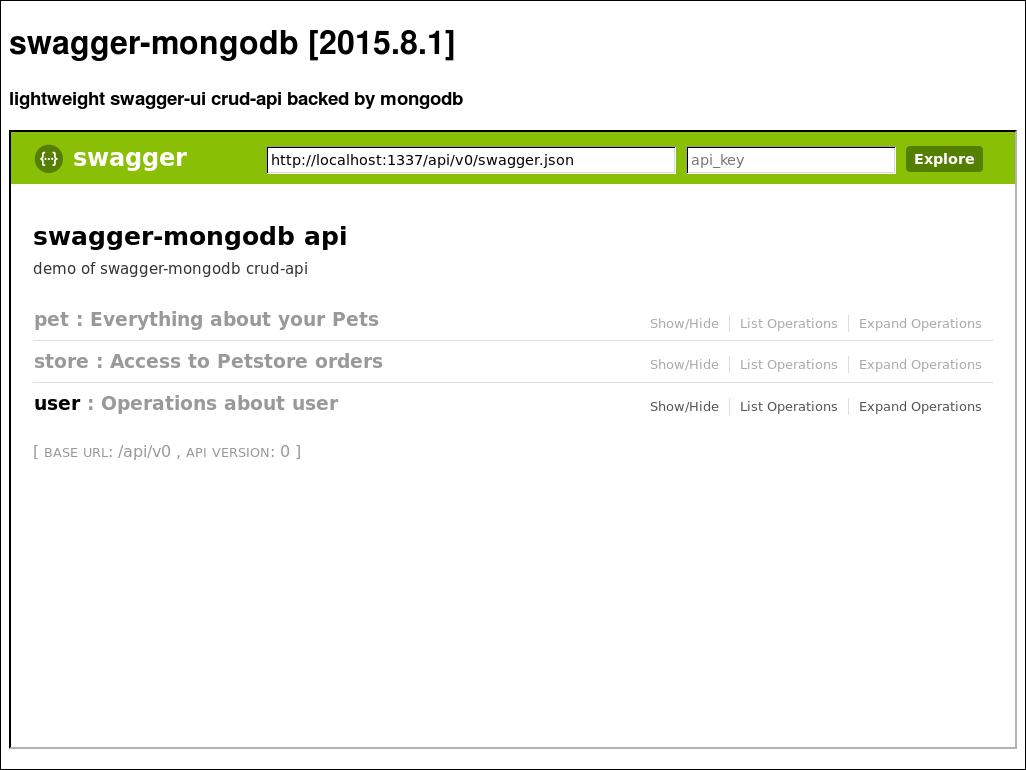 swagger-mongodb [2015.8.1]
lightweight swagger-ui crud-api backed by mongodb
{...} swagger http://localhost:1337/api/v0/swagger.json api_key Explore
swagger-mongodb api
demo of swagger-mongodb crud-api
pet : Everything about your Pets Show/Hide List Operations Expand Operations
store : Access to Petstore orders Show/Hide List Operations Expand Operations
user : Operations about user Show/Hide List Operations Expand Operations
[ BASE URL: /api/v0 , API VERSION: 0 ]